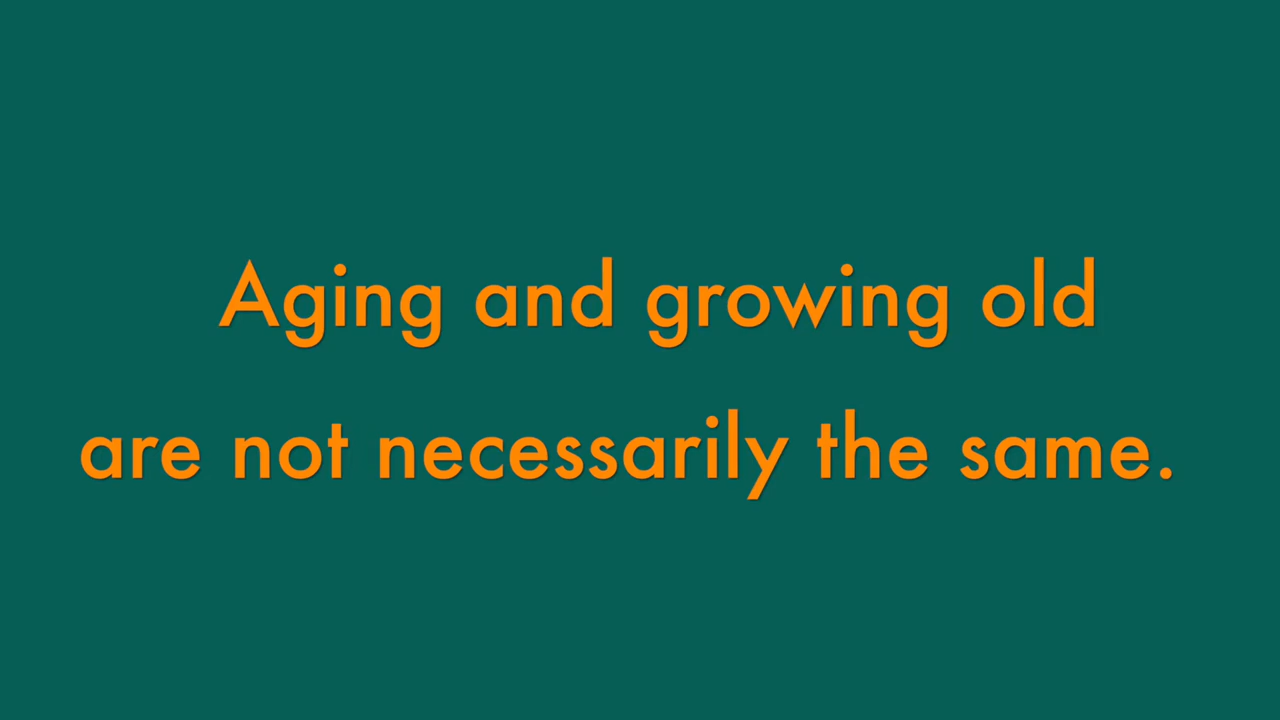 Aging and growing old
are not necessarily the same.